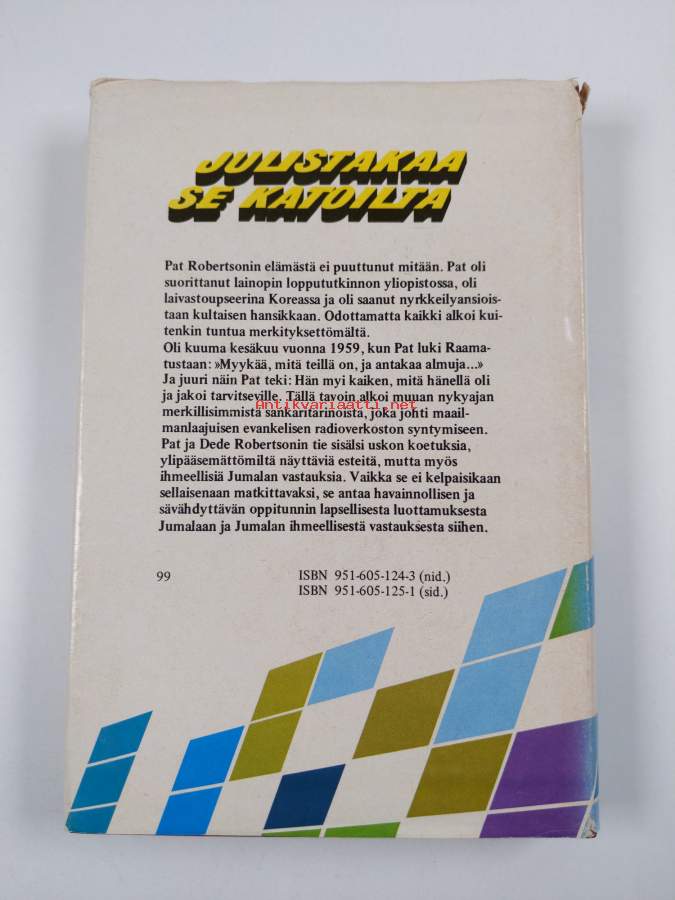 JULISTAKAA
SE KATOILTA
Pat Robertsonin elämästä ei puuttunut mitään. Pat oli
suorittanut lainopin loppututkinnon yliopistossa, oli
laivastoupseerina Koreassa ja oli saanut nyrkkeilyansiois-
taan kultaisen hansikkaan. Odottamatta kaikki alkoi kui-
tenkin tuntua merkityksettömältä.
Oli kuuma kesäkuu vuonna 1959, kun Pat luki Raama-
tustaan: »Myykää, mitä teillä on, ja antakaa almuja...»
Ja juuri näin Pat teki: Hän myi kaiken, mitä hänellä oli
ja jakoi tarvitseville. Tällä tavoin alkoi muuan nykyajan
Antikvariaatti.net
merkillisimmistä sankaritarinoista, joka johti maail-
manlaajuisen evankelisen radioverkoston syntymiseen.
Pat ja Dede Robertsonin tie sisälsi uskon koetuksia,
ylipääsemättömiltä näyttäviä esteitä, mutta myös
ihmeellisiä Jumalan vastauksia. Vaikka se ei kelpaisikaan
sellaisenaan matkittavaksi, se antaa havainnollisen ja
sävähdyttävän oppitunnin lapsellisesta luottamuksesta
Jumalaan ja Jumalan ihmeellisestä vastauksesta siihen.
99
ISBN 951-605-124-3 (nid.)
ISBN 951-605-125-1 (sid.)